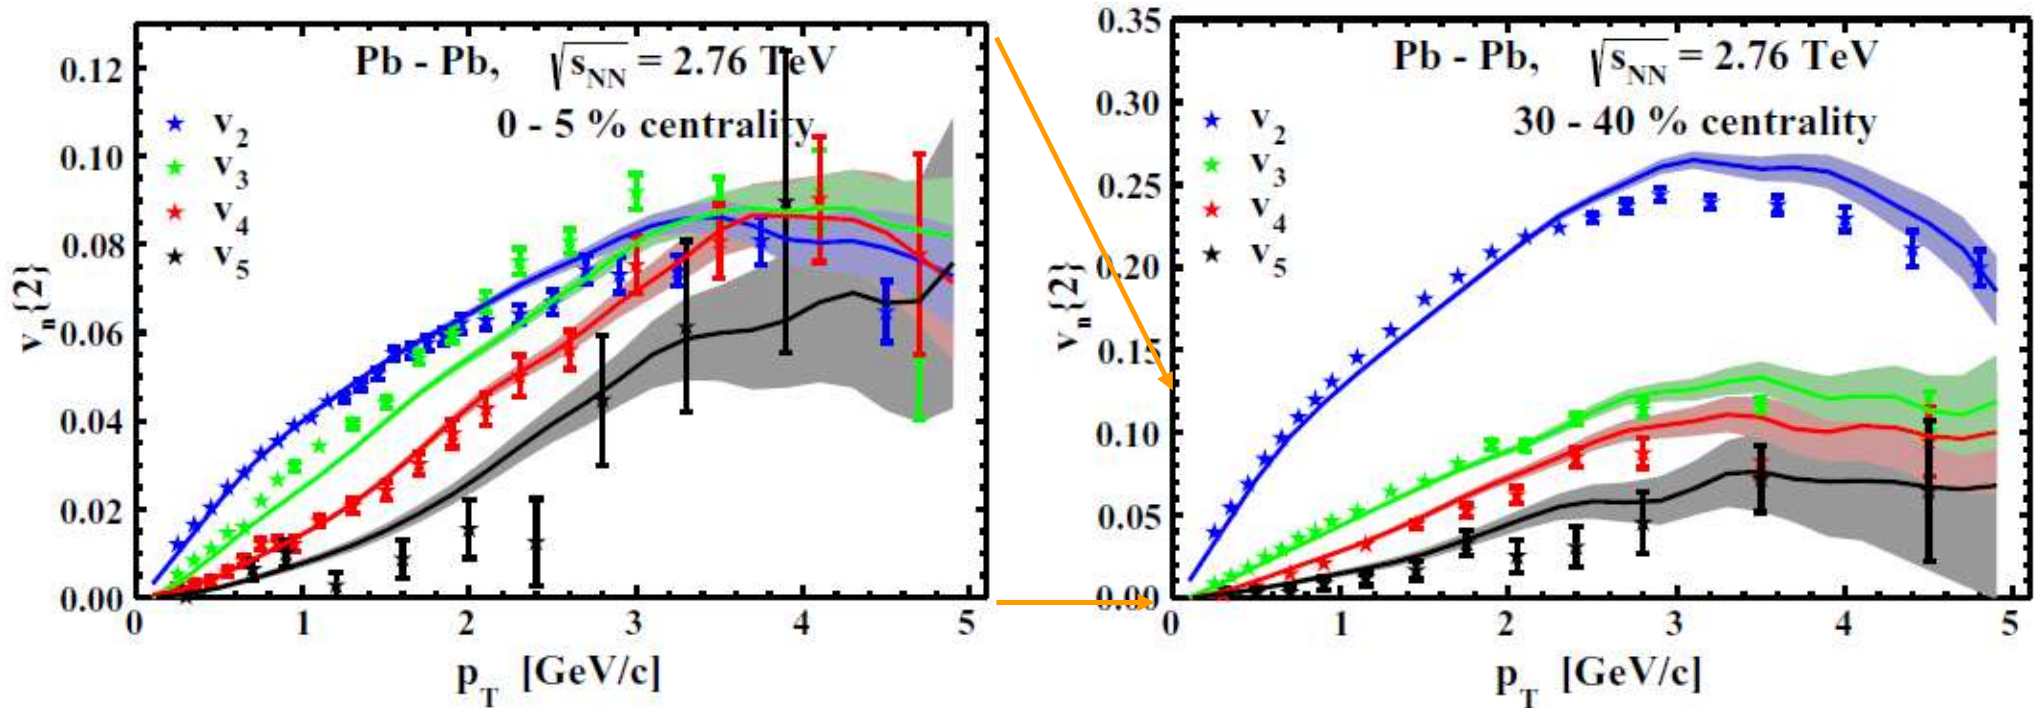 Pb - Pb, √sNN = 2.76 TeV
0 - 5 % centrality
v2
v3
v4
v5
vn{2}
0.12
0.10
0.08
0.06
0.04
0.02
0.00
0 1 2 3 4 5
pT [GeV/c]
Pb - Pb, √sNN = 2.76 TeV
30 - 40 % centrality
v2
v3
v4
v5
vn{2}
0.35
0.30
0.25
0.20
0.15
0.10
0.05
0.00
0 1 2 3 4 5
pT [GeV/c]